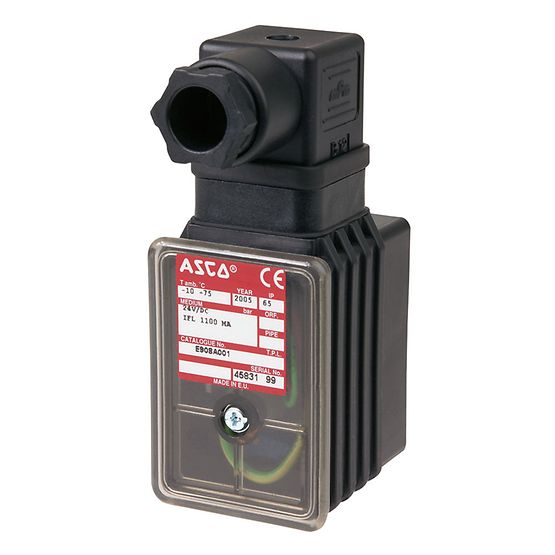 ASCO® CE
T amb. °C YEAR IP
-10 -75 2005 65
MEDIUM bar ORF.
24V/DC
IFL 1100 MA
PIPE
CATALOGUE No. T.P.L.
E908A001
SERIAL No.
45831 99
MADE IN E.U.